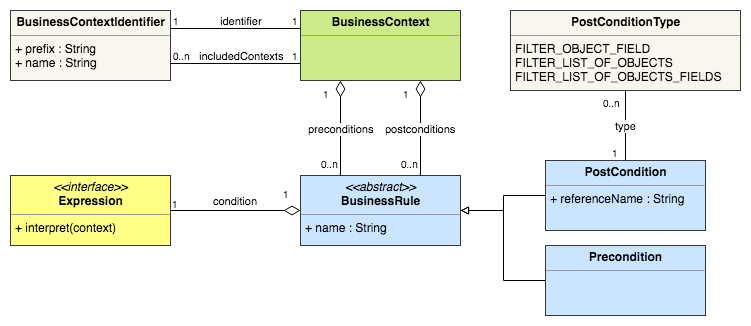 BusinessContextIdentifier
+ prefix : String
+ name : String
1
identifier
1
0..n
includedContexts
1
BusinessContext
PostConditionType
FILTER_OBJECT_FIELD
FILTER_LIST_OF_OBJECTS
FILTER_LIST_OF_OBJECTS_FIELDS
1
preconditions
0..n
1
postconditions
0..n
0..n
type
1
<<interface>>
Expression
+ interpret(context)
1
condition
1
<<abstract>>
BusinessRule
+ name : String
PostCondition
+ referenceName : String
Precondition